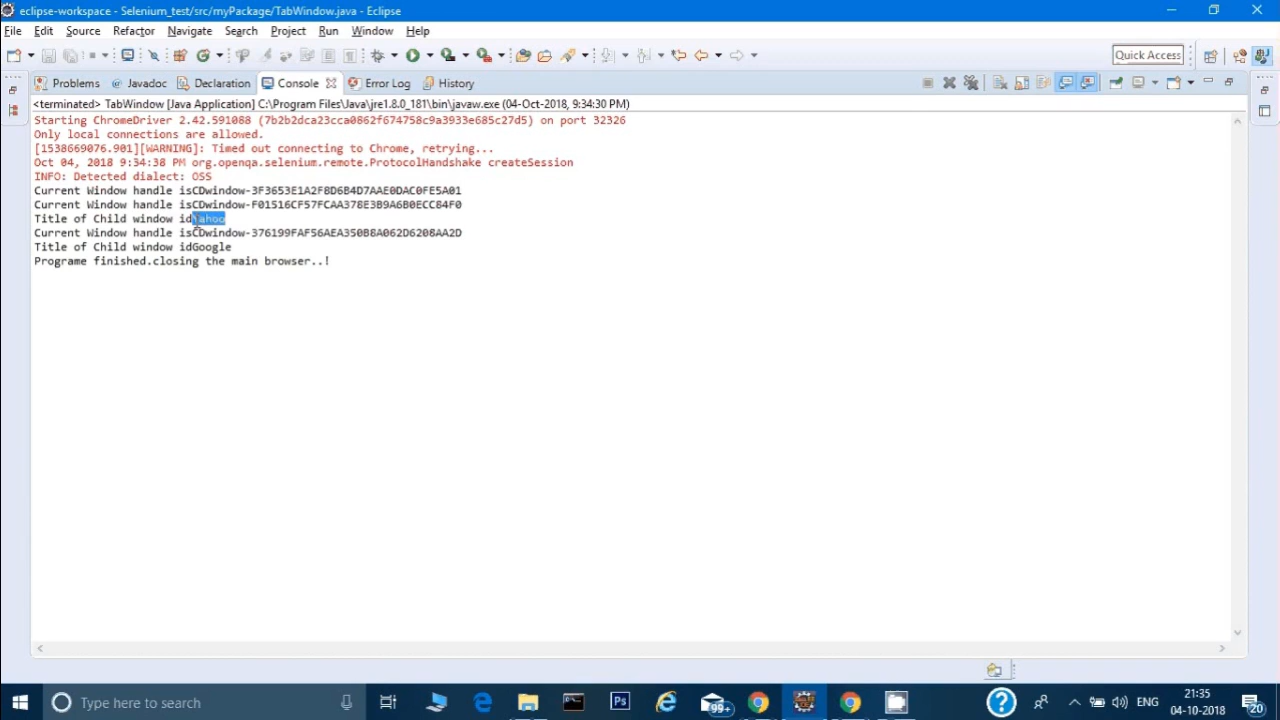 eclipse-workspace - Selenium_test/src/myPackage/TabWindow.java - Eclipse
File Edit Source Refactor Navigate Search Project Run Window Help
Quick Access
Problems @ Javadoc Declaration Console Error Log History
<terminated> TabWindow [Java Application] C:\Program Files\Java\jre1.8.0_181\bin\javaw.exe (04-Oct-2018, 9:34:30 PM)
Starting ChromeDriver 2.42.591088 (7b2b2dca23cca0862f674758c9a3933e685c27d5) on port 32326
Only local connections are allowed.
[1538669076.901][WARNING]: Timed out connecting to Chrome, retrying...
Oct 04, 2018 9:34:38 PM org.openqa.selenium.remote.ProtocolHandshake createSession
INFO: Detected dialect: OSS
Current Window handle isCDwindow-3F3653E1A2F8D6B4D7AAE0DAC0FE5A01
Current Window handle isCDwindow-F01516CF57FCAA378E3B9A6B0ECC84F0
Title of Child window idYahoo
Current Window handle isCDwindow-376199FAF56AEA350B8A062D6208AA2D
Title of Child window idGoogle
Programe finished.closing the main browser..!
Type here to search
Ps
99+
ENG
21:35
04-10-2018
20